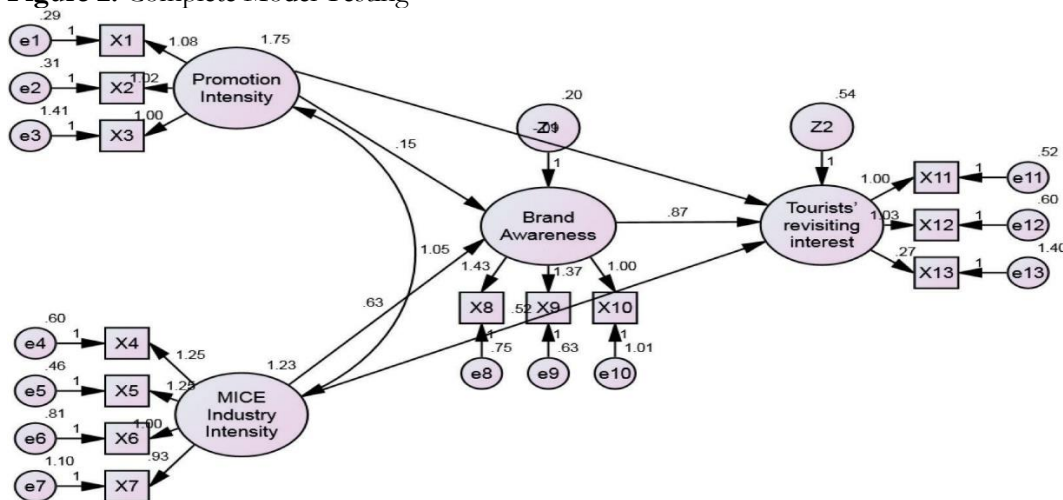 Figure 2. Complete Model Testing
.29
e1
1
X1
1.08
1.75
.31
e2
1
X2
1.02
Promotion
Intensity
1.41
e3
1
X3
1.00
.15
.20
Z1
-.09
1
.54
Z2
1
Brand
Awareness
.87
Tourists'
revisiting
interest
1.00
X11
1
e11
.52
1.03
X12
1
e12
.60
.27
X13
1
e13
1.40
1.05
.63
.52
1.43
1.37
1.00
X8
X9
X10
1
1
1
.75
.63
1.01
e8
e9
e10
.60
e4
1
X4
1.25
1.23
.46
e5
1
X5
1.25
MICE
Industry
Intensity
.81
e6
1
X6
1.00
1.10
e7
1
X7
.93